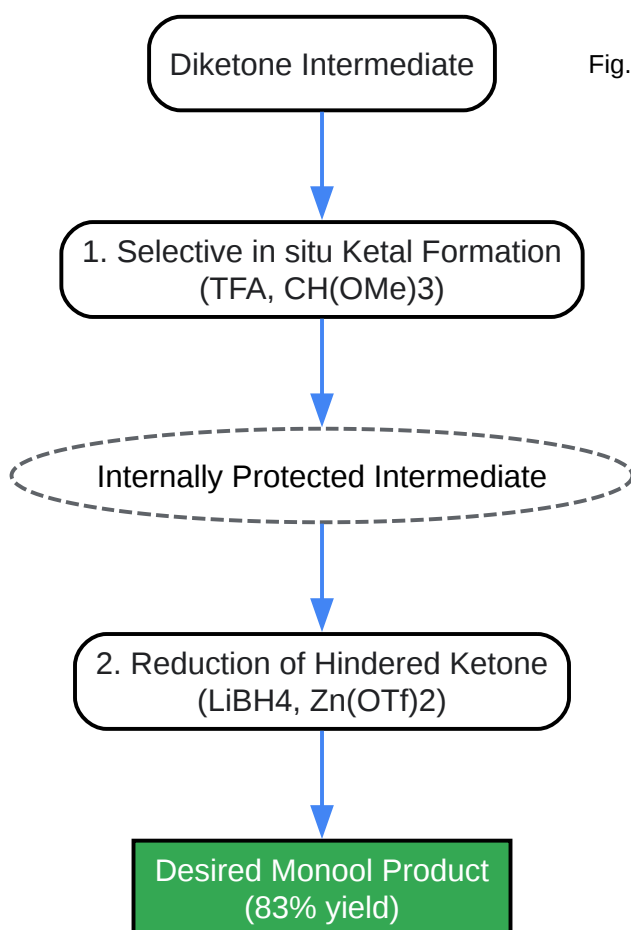 Diketone Intermediate
Fig.
1. Selective in situ Ketal Formation
(TFA, CH(OMe)3)
Internally Protected Intermediate
2. Reduction of Hindered Ketone
(LiBH4, Zn(OTf)2)
Desired Monool Product
(83% yield)